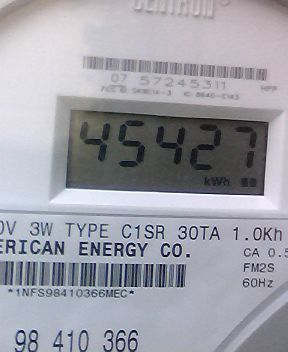 CENTRON
07 57245311
45427
kWh
3W TYPE C1SR 30TA 1.0Kh
ERICAN ENERGY CO.
CA 0.5
FM2S
60Hz
*1NFS98410366MEC*
98 410 366